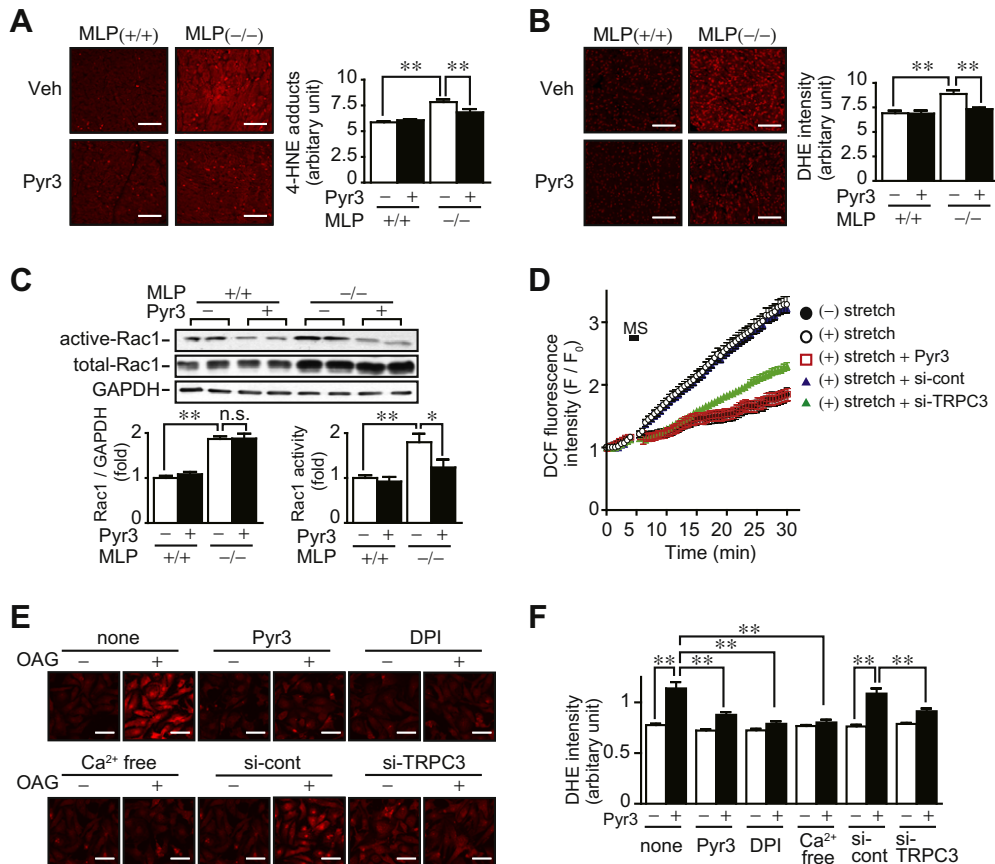 A
MLP(+/+) MLP(−/−)
Veh
Pyr3
4-HNE adducts
(arbitary unit)
10
7.5
5
2.5
0
** **
Pyr3 − + − +
MLP +/+ −/−
B
MLP(+/+) MLP(−/−)
Veh
Pyr3
DHE intensity
(arbitary unit)
10
7.5
5
2.5
0
** **
Pyr3 − + − +
MLP +/+ −/−
C
MLP +/+ −/−
Pyr3 − + − +
active-Rac1
total-Rac1
GAPDH
Rac1 / GAPDH
(fold)
2
1
0
** n.s.
Pyr3 − + − +
MLP +/+ −/−
Rac1 activity
(fold)
2
1
0
** *
Pyr3 − + − +
MLP +/+ −/−
D
DCF fluorescence
intensity (F / F0)
3
2
1
0
MS
0 5 10 15 20 25 30
Time (min)
(−) stretch
(+) stretch
(+) stretch + Pyr3
(+) stretch + si-cont
(+) stretch + si-TRPC3
E
none Pyr3 DPI
OAG − + − + − +
Ca²⁺ free si-cont si-TRPC3
OAG − + − + − +
F
DHE intensity
(arbitary unit)
1
0.5
0
** ** ** ** ** **
Pyr3 − + − + − + − + − + − +
none Pyr3 DPI Ca²⁺ si- si-
free cont TRPC3